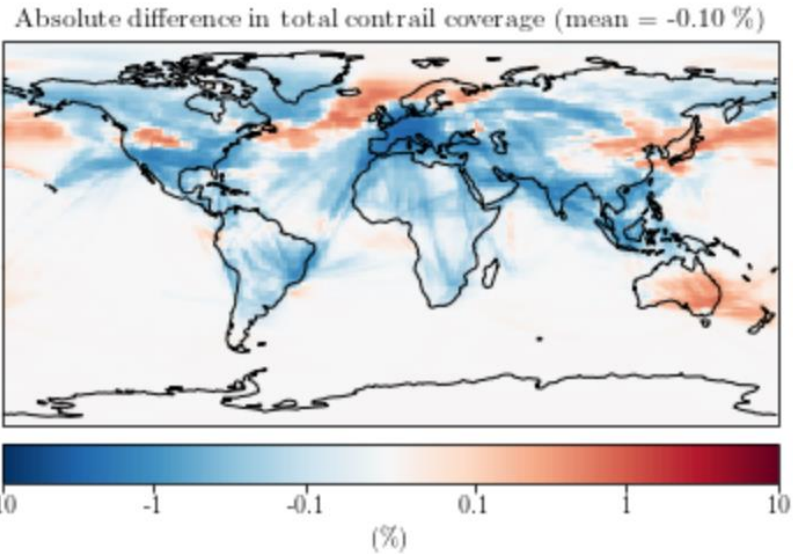 Absolute difference in total contrail coverage (mean = -0.10 %)
-1 -0.1 0.1 1 10
(%)